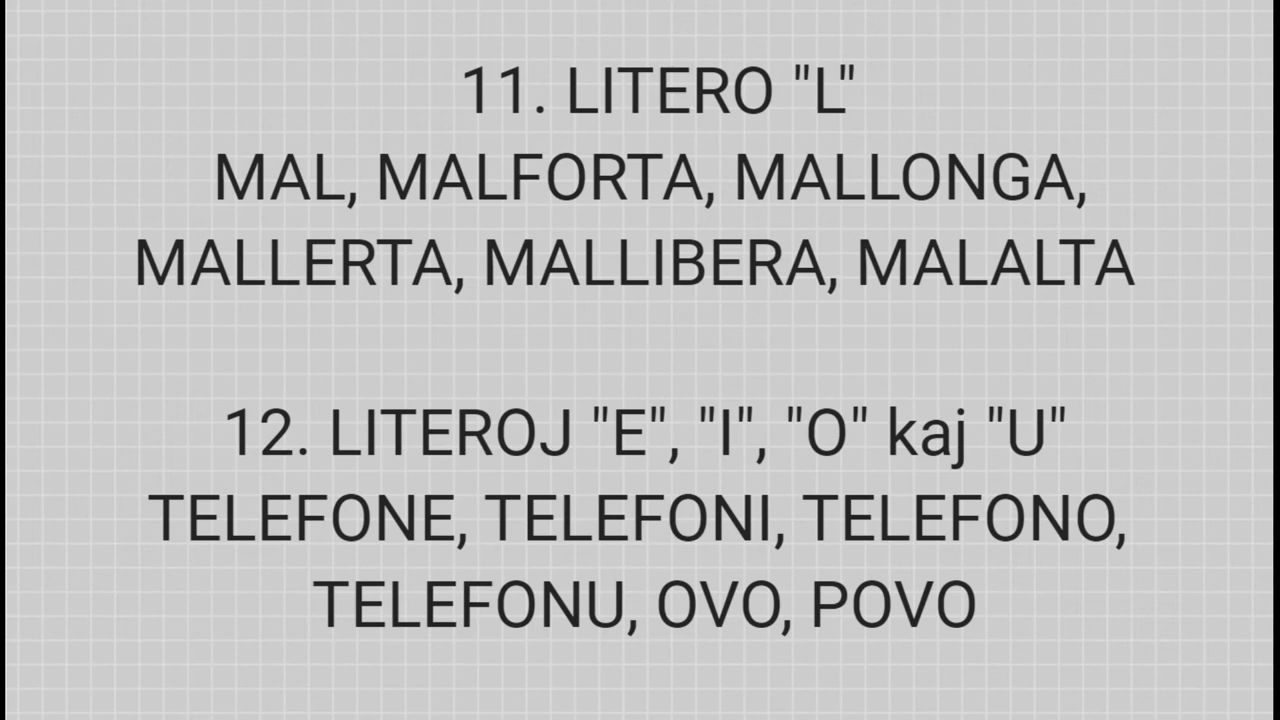 11. LITERO "L"
MAL, MALFORTA, MALLONGA,
MALLERTA, MALLIBERA, MALALTA
12. LITEROJ "E", "I", "O" kaj "U"
TELEFONE, TELEFONI, TELEFONO,
TELEFONU, OVO, POVO